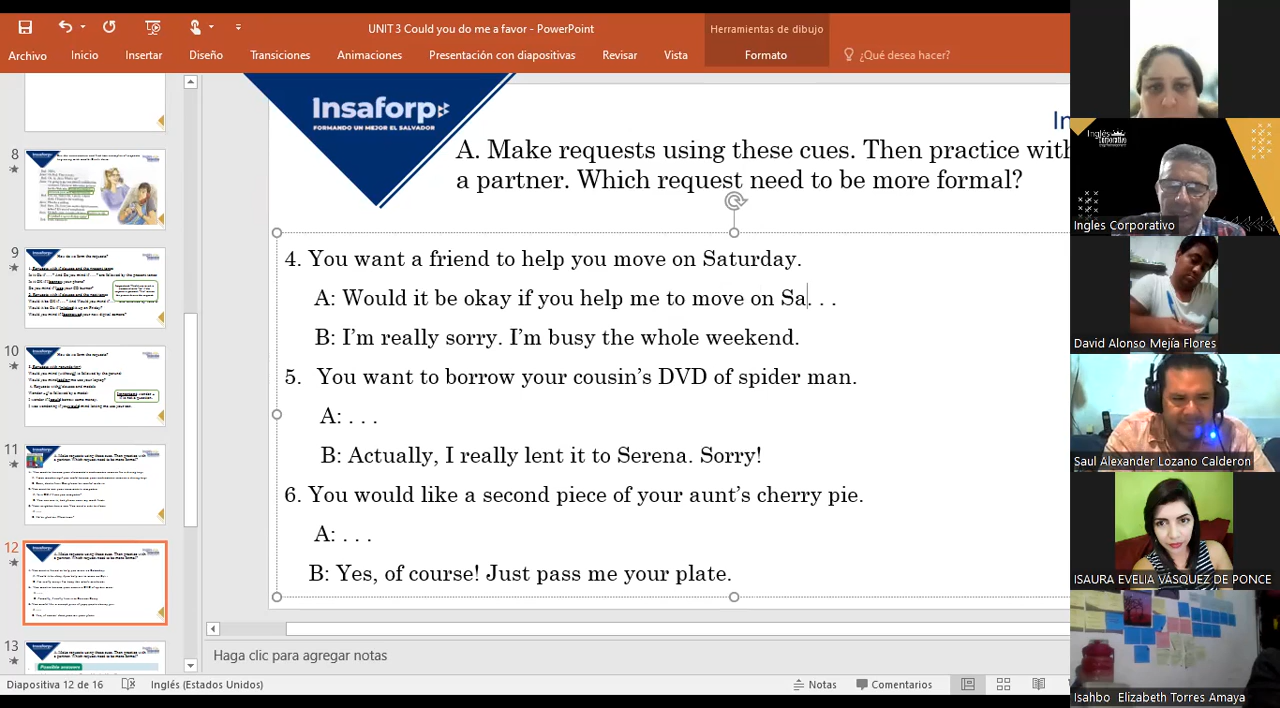 UNIT 3 Could you do me a favor - PowerPoint
Herramientas de dibujo
Archivo Inicio Insertar Diseño Transiciones Animaciones Presentación con diapositivas Revisar Vista Formato ¿Qué desea hacer?
Insaforp
FORMANDO UN MEJOR EL SALVADOR
A. Make requests using these cues. Then practice with
a partner. Which request need to be more formal?
4. You want a friend to help you move on Saturday.
A: Would it be okay if you help me to move on Sa. . .
B: I'm really sorry. I'm busy the whole weekend.
5. You want to borrow your cousin's DVD of spider man.
A: . . .
B: Actually, I really lent it to Serena. Sorry!
6. You would like a second piece of your aunt's cherry pie.
A: . . .
B: Yes, of course! Just pass me your plate.
8
9
10
11
12
13
Haga clic para agregar notas
Diapositiva 12 de 16 Inglés (Estados Unidos) Notas Comentarios
Inglés Corporativo
Ingles Corporativo
David Alonso Mejía Flores
Saul Alexander Lozano Calderon
ISAURA EVELIA VÁSQUEZ DE PONCE
Isahbo Elizabeth Torres Amaya